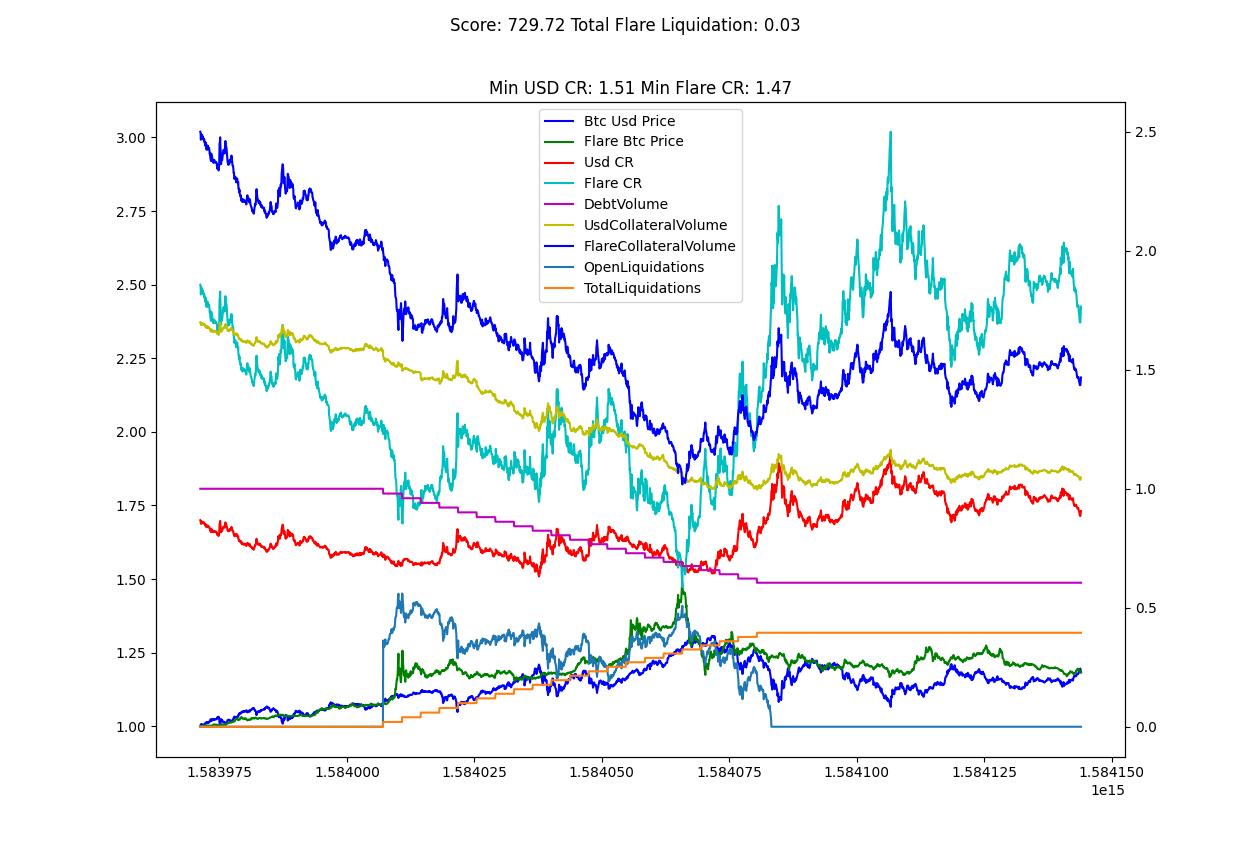 Score: 729.72 Total Flare Liquidation: 0.03
Min USD CR: 1.51 Min Flare CR: 1.47
Btc Usd Price
Flare Btc Price
Usd CR
Flare CR
DebtVolume
UsdCollateralVolume
FlareCollateralVolume
OpenLiquidations
TotalLiquidations
3.00
2.75
2.50
2.25
2.00
1.75
1.50
1.25
1.00
2.5
2.0
1.5
1.0
0.5
0.0
1.583975 1.584000 1.584025 1.584050 1.584075 1.584100 1.584125 1.584150
1e15